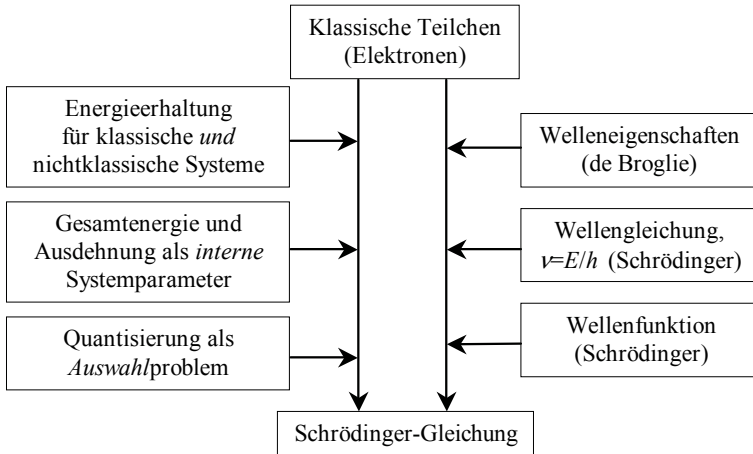 Klassische Teilchen
(Elektronen)
Energieerhaltung
für klassische und
nichtklassische Systeme
Welleneigenschaften
(de Broglie)
Gesamtenergie und
Ausdehnung als interne
Systemparameter
Wellengleichung,
ν=E/h (Schrödinger)
Quantisierung als
Auswahlproblem
Wellenfunktion
(Schrödinger)
Schrödinger-Gleichung